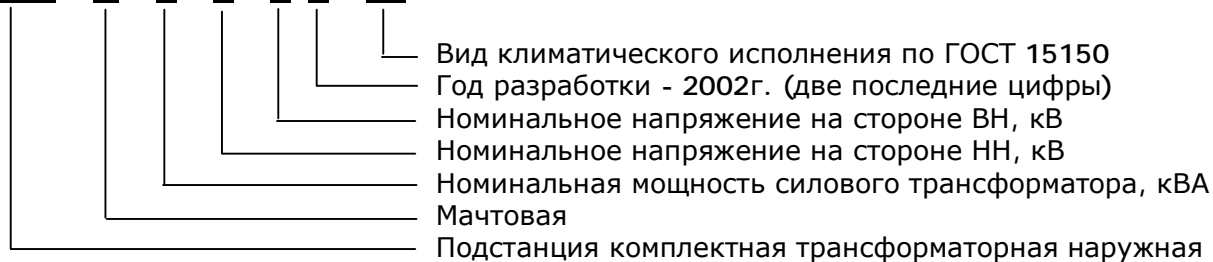 Вид климатического исполнения по ГОСТ 15150
Год разработки - 2002г. (две последние цифры)
Номинальное напряжение на стороне ВН, кВ
Номинальное напряжение на стороне НН, кВ
Номинальная мощность силового трансформатора, кВА
Мачтовая
Подстанция комплектная трансформаторная наружная